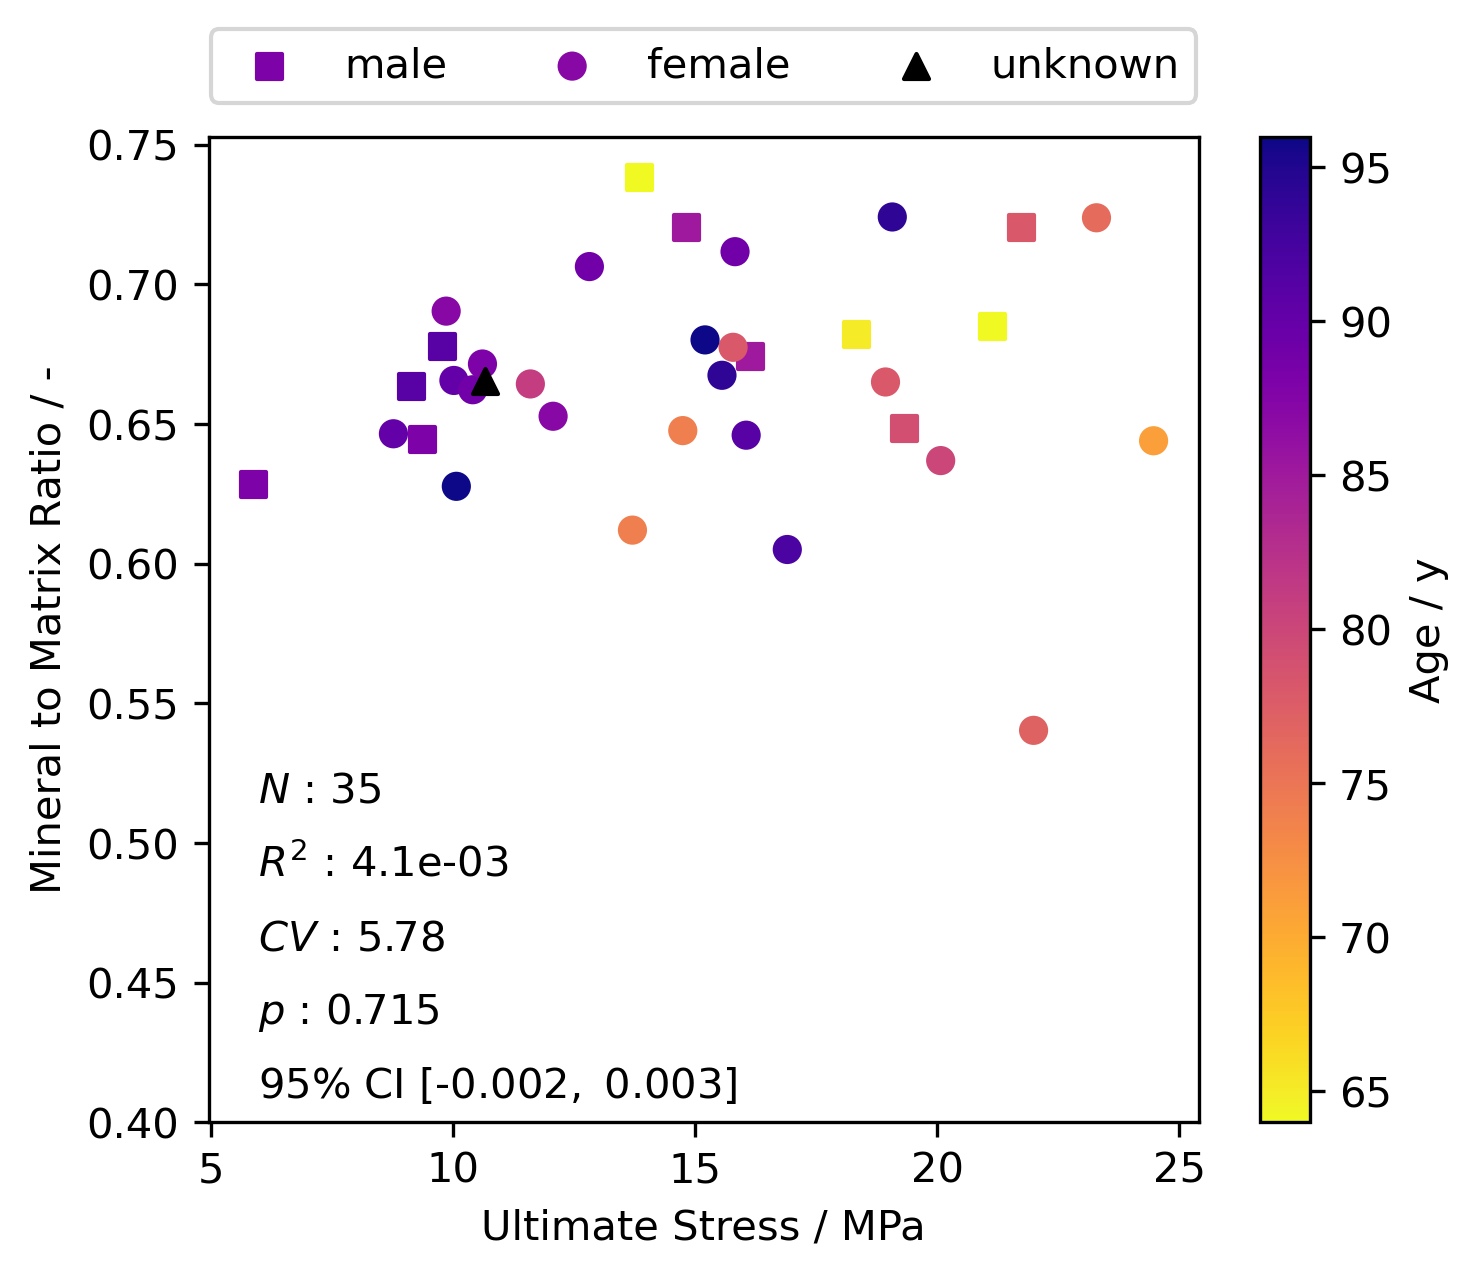 male female unknown
0.75
0.70
0.65
0.60
0.55
0.50
0.45
0.40
Mineral to Matrix Ratio / -
N : 35
R² : 4.1e-03
CV : 5.78
p : 0.715
95% CI [-0.002, 0.003]
5 10 15 20 25
Ultimate Stress / MPa
95
90
85
80
75
70
65
Age / y